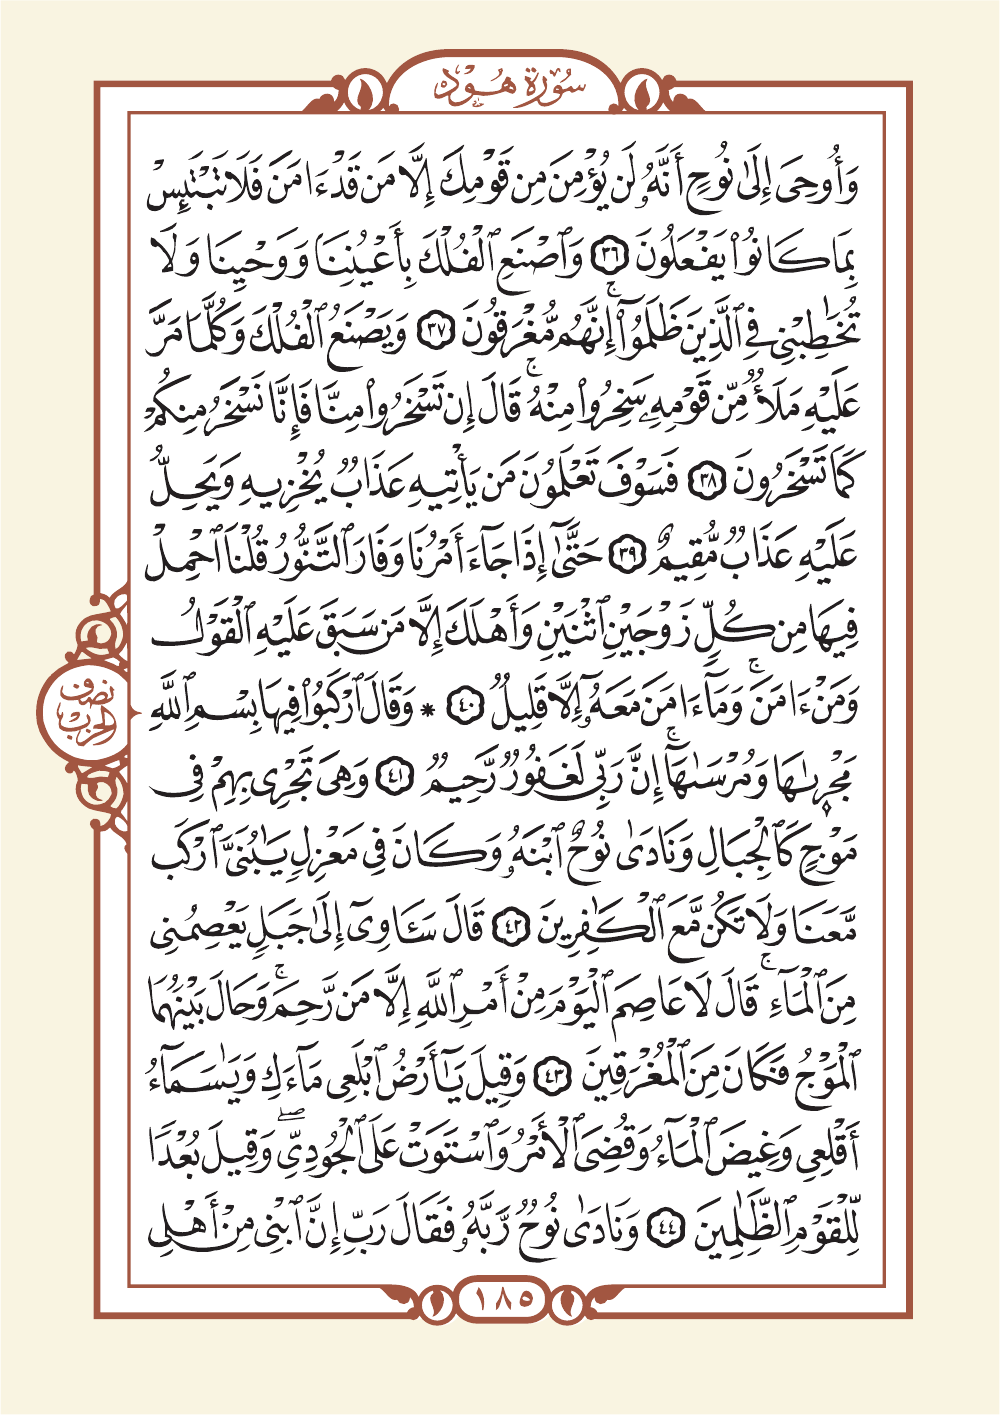 سُورَةُ هُودٍ
وَأُوحِيَ إِلَىٰ نُوحٍ أَنَّهُۥ لَن يُؤْمِنَ مِن قَوْمِكَ إِلَّا مَن قَدْ ءَامَنَ فَلَا تَبْتَئِسْ
بِمَا كَانُوا۟ يَفْعَلُونَ ٣٦ وَٱصْنَعِ ٱلْفُلْكَ بِأَعْيُنِنَا وَوَحْيِنَا وَلَا
تُخَٰطِبْنِى فِى ٱلَّذِينَ ظَلَمُوٓا۟ ۚ إِنَّهُم مُّغْرَقُونَ ٣٧ وَيَصْنَعُ ٱلْفُلْكَ وَكُلَّمَا مَرَّ
عَلَيْهِ مَلَأٌ مِّن قَوْمِهِۦ سَخِرُوا۟ مِنْهُ ۚ قَالَ إِن تَسْخَرُوا۟ مِنَّا فَإِنَّا نَسْخَرُ مِنكُمْ
كَمَا تَسْخَرُونَ ٣٨ فَسَوْفَ تَعْلَمُونَ مَن يَأْتِيهِ عَذَابٌ يُخْزِيهِ وَيَحِلُّ
عَلَيْهِ عَذَابٌ مُّقِيمٌ ٣٩ حَتَّىٰٓ إِذَا جَآءَ أَمْرُنَا وَفَارَ ٱلتَّنُّورُ قُلْنَا ٱحْمِلْ
فِيهَا مِن كُلٍّ زَوْجَيْنِ ٱثْنَيْنِ وَأَهْلَكَ إِلَّا مَن سَبَقَ عَلَيْهِ ٱلْقَوْلُ
وَمَنْ ءَامَنَ ۚ وَمَآ ءَامَنَ مَعَهُۥٓ إِلَّا قَلِيلٌ ٤٠ * وَقَالَ ٱرْكَبُوا۟ فِيهَا بِسْمِ ٱللَّهِ
مَجْر۪ىٰهَا وَمُرْسَىٰهَآ ۚ إِنَّ رَبِّى لَغَفُورٌ رَّحِيمٌ ٤١ وَهِىَ تَجْرِى بِهِمْ فِى
مَوْجٍ كَٱلْجِبَالِ وَنَادَىٰ نُوحٌ ٱبْنَهُۥ وَكَانَ فِى مَعْزِلٍ يَٰبُنَىَّ ٱرْكَب
مَّعَنَا وَلَا تَكُن مَّعَ ٱلْكَٰفِرِينَ ٤٢ قَالَ سَـَٔاوِىٓ إِلَىٰ جَبَلٍ يَعْصِمُنِى
مِنَ ٱلْمَآءِ ۚ قَالَ لَا عَاصِمَ ٱلْيَوْمَ مِنْ أَمْرِ ٱللَّهِ إِلَّا مَن رَّحِمَ ۚ وَحَالَ بَيْنَهُمَا
ٱلْمَوْجُ فَكَانَ مِنَ ٱلْمُغْرَقِينَ ٤٣ وَقِيلَ يَٰٓأَرْضُ ٱبْلَعِى مَآءَكِ وَيَٰسَمَآءُ
أَقْلِعِى وَغِيضَ ٱلْمَآءُ وَقُضِىَ ٱلْأَمْرُ وَٱسْتَوَتْ عَلَى ٱلْجُودِىِّ ۖ وَقِيلَ بُعْدًا
لِّلْقَوْمِ ٱلظَّٰلِمِينَ ٤٤ وَنَادَىٰ نُوحٌ رَّبَّهُۥ فَقَالَ رَبِّ إِنَّ ٱبْنِى مِنْ أَهْلِى
نصف
الحزب
١٨٥